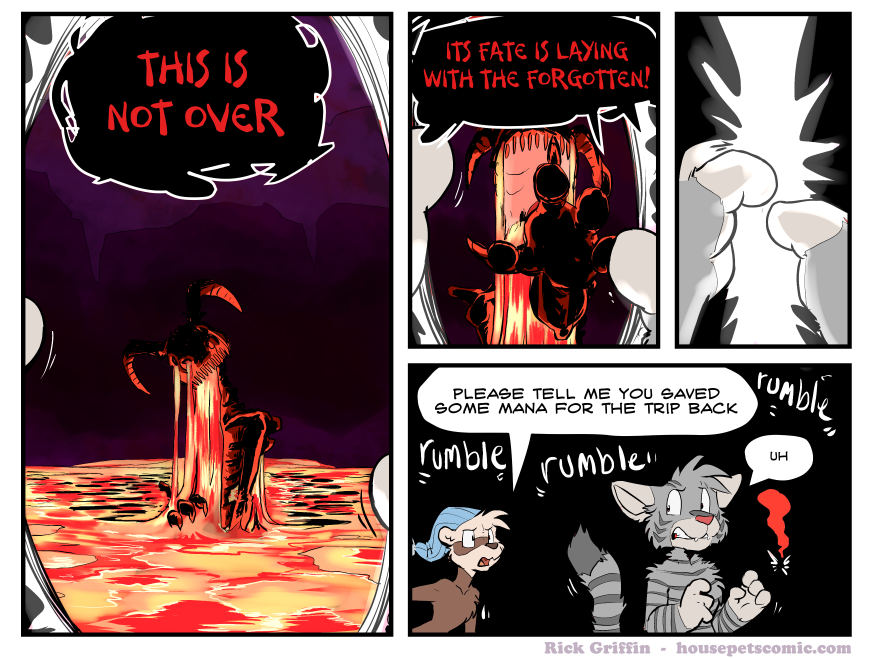 THIS IS
NOT OVER
ITS FATE IS LAYING
WITH THE FORGOTTEN!
PLEASE TELL ME YOU SAVED
SOME MANA FOR THE TRIP BACK
rumble
rumble
rumble
UH
Rick Griffin - housepetscomic.com